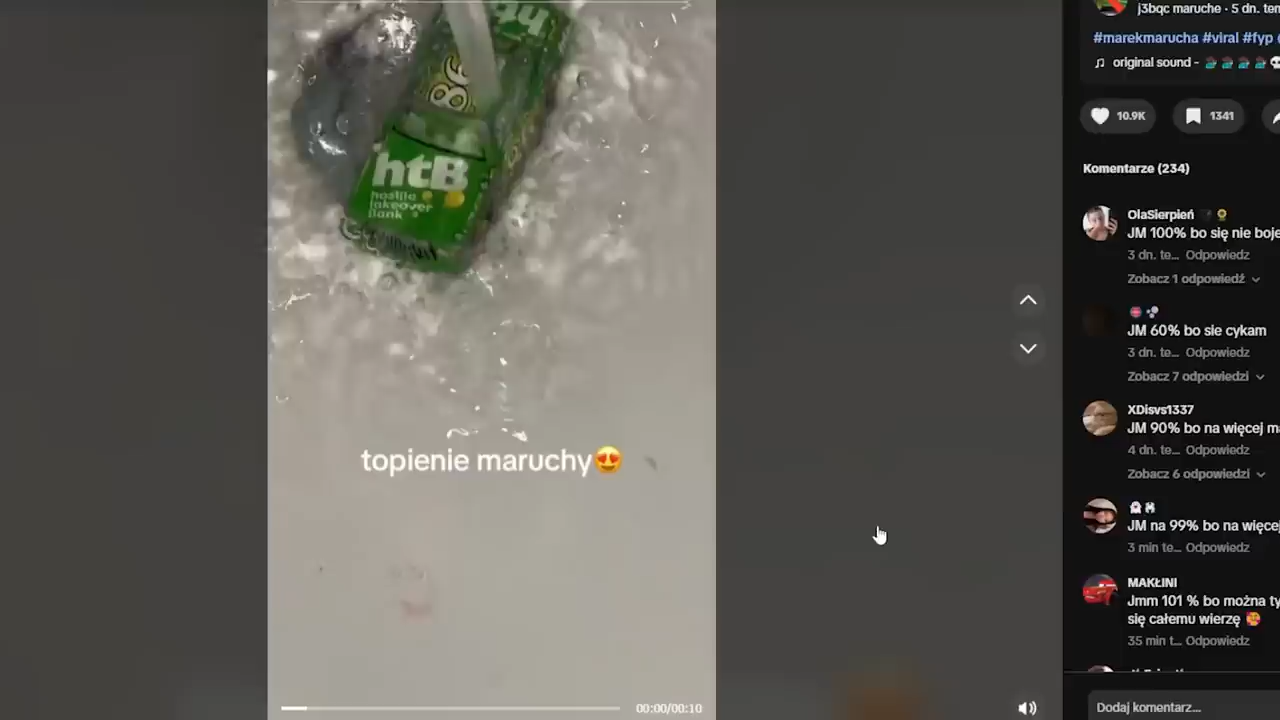 86
htB
hostile
takeover
Bank
topienie maruchy😍
00:00/00:10
j3bqc maruche · 5 dn. tem
#marekmarucha #viral #fyp
original sound -
10.9K
1341
Komentarze (234)
OlaSierpień
JM 100% bo się nie boje
3 dn. te... Odpowiedz
Zobacz 1 odpowiedź
JM 60% bo sie cykam
3 dn. te... Odpowiedz
Zobacz 7 odpowiedzi
XDisvs1337
JM 90% bo na więcej
4 dn. te... Odpowiedz
Zobacz 6 odpowiedzi
JM na 99% bo na więcej
3 min te... Odpowiedz
MAKŁINI
Jmm 101 % bo można
się całemu wierzę
35 min t... Odpowiedz
Dodaj komentarz...